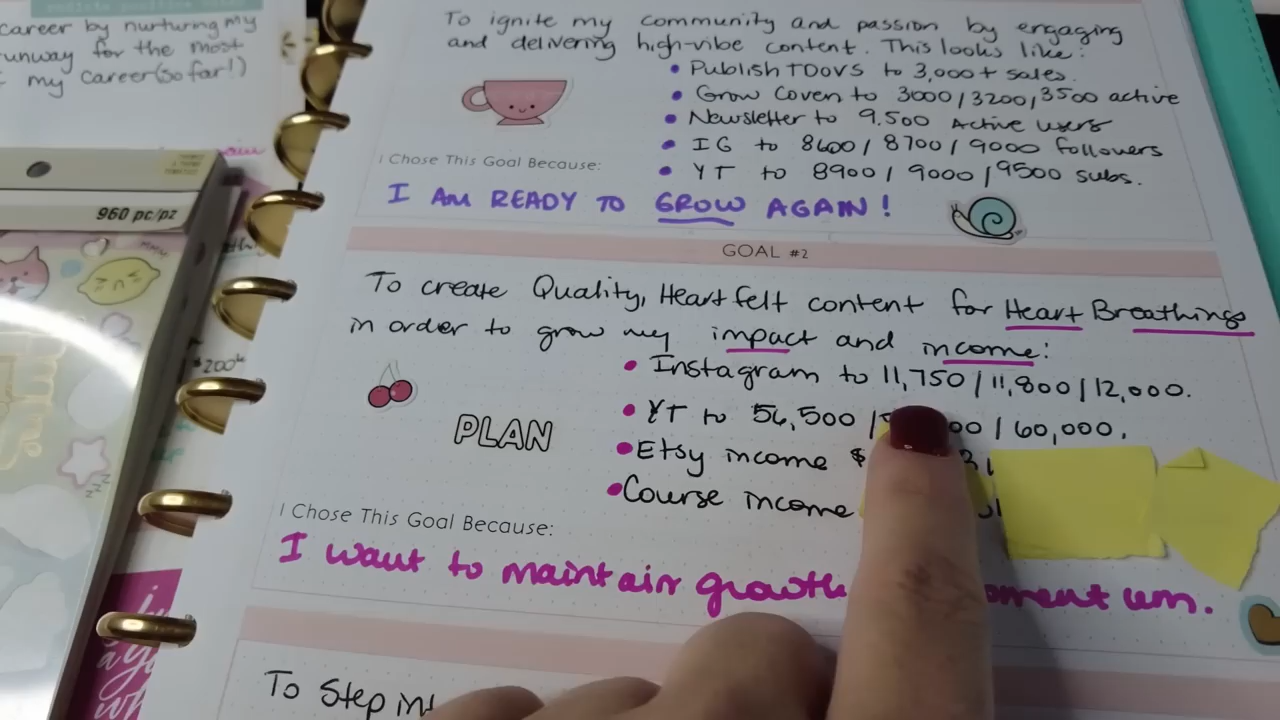 career by nurturing my
runway for the most
my career (so far!)
960 pc/pz
$200
To ignite my community and passion by engaging
and delivering high-vibe content. This looks like:
• Publish TDOVS to 3,000+ sales.
• Grow Coven to 3000/3200/3500 active
• Newsletter to 9.500 Active users
• IG to 8600/8700/9000 followers
• YT to 8900/9000/9500 subs.
I Chose This Goal Because:
I AM READY TO GROW AGAIN!
GOAL #2
To create Quality, Heartfelt content for Heart Breathings
in order to grow my impact and income:
• Instagram to 11,750/11,800/12,000.
• YT to 56,500 / 00 / 60,000.
PLAN
• Etsy income $
• Course income
I Chose This Goal Because:
I want to maintain growth
To Step in